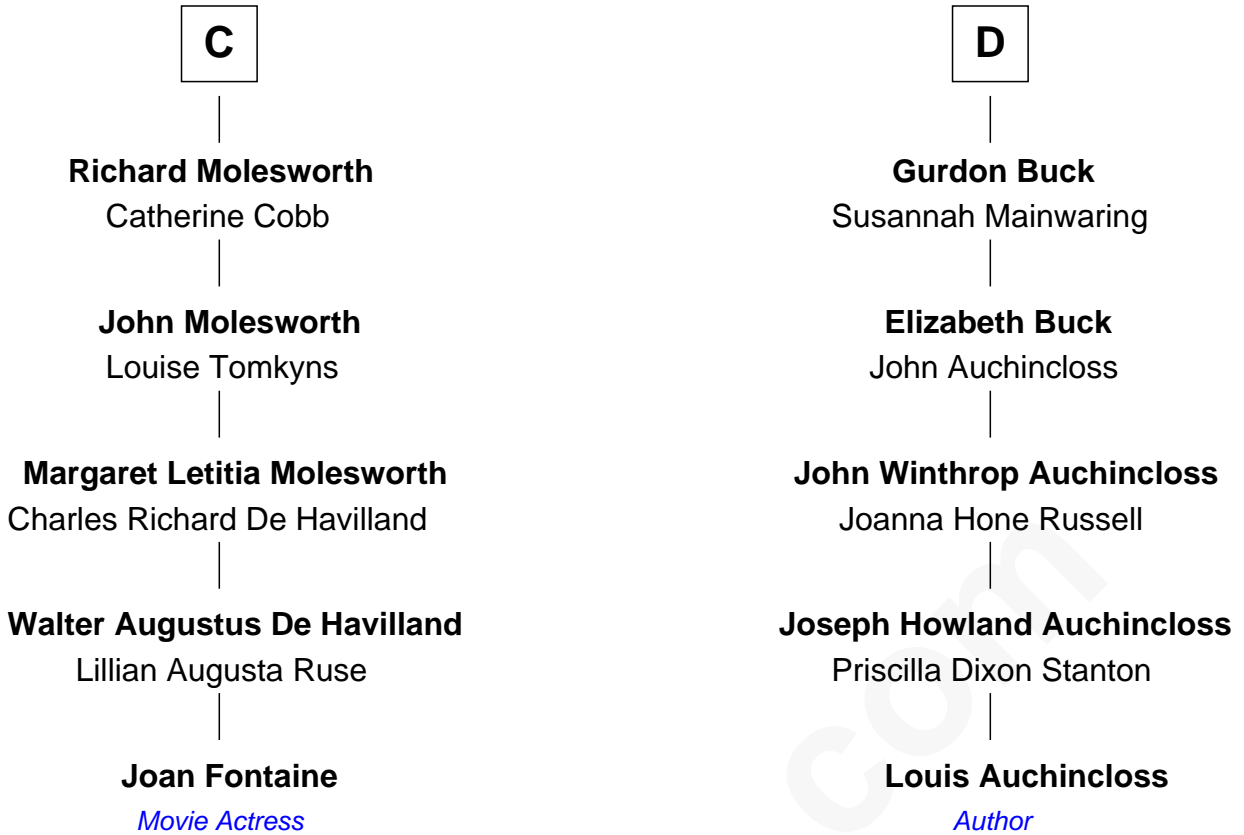 C
Richard Molesworth
Catherine Cobb
John Molesworth
Louise Tomkyns
Margaret Letitia Molesworth
Charles Richard De Havilland
Walter Augustus De Havilland
Lillian Augusta Ruse
Joan Fontaine
Movie Actress
D
Gurdon Buck
Susannah Mainwaring
Elizabeth Buck
John Auchincloss
John Winthrop Auchincloss
Joanna Hone Russell
Joseph Howland Auchincloss
Priscilla Dixon Stanton
Louis Auchincloss
Author
com